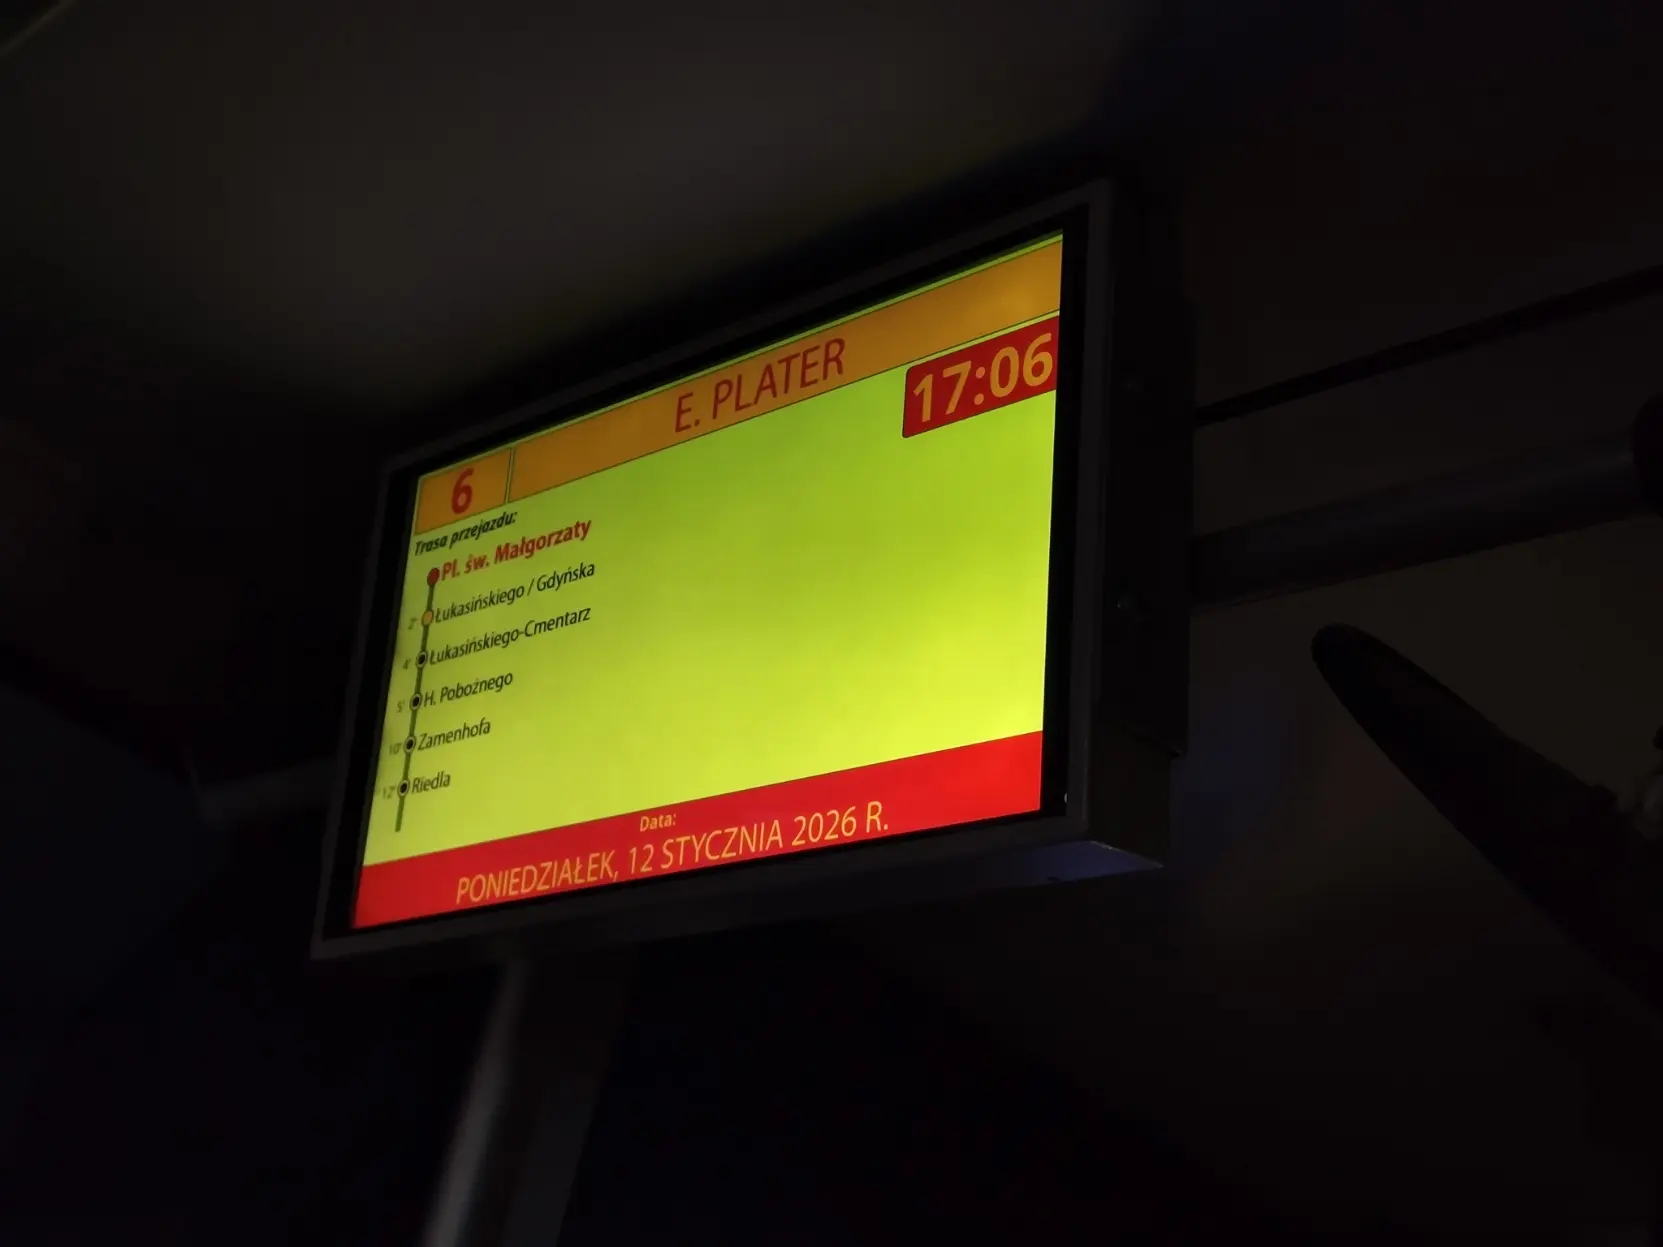 E. PLATER
6
17:06
Trasa przejazdu:
Pl. św. Małgorzaty
2' Łukasińskiego / Gdyńska
4' Łukasińskiego-Cmentarz
5' H. Pobożnego
10' Zamenhofa
12' Riedla
Data:
PONIEDZIAŁEK, 12 STYCZNIA 2026 R.